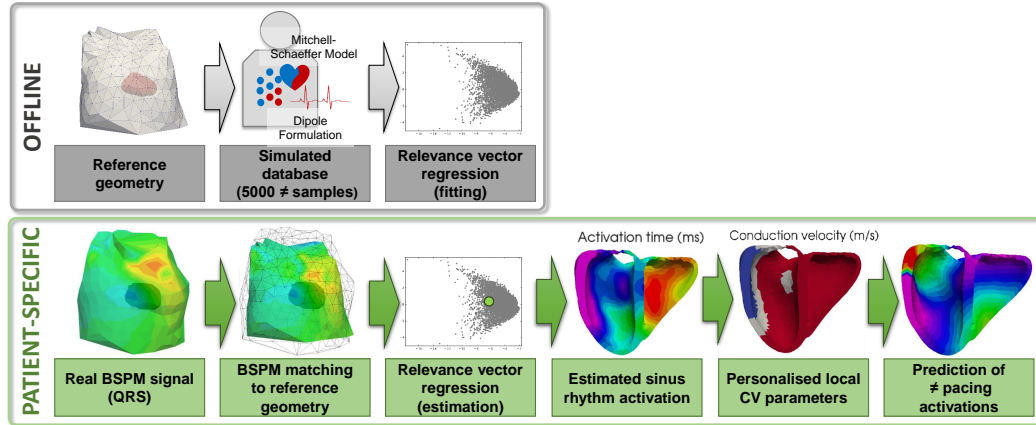 OFFLINE
Mitchell-
Schaeffer Model
Dipole
Formulation
Reference
geometry
Simulated
database
(5000 ≠ samples)
Relevance vector
regression
(fitting)
PATIENT-SPECIFIC
Activation time (ms)
Conduction velocity (m/s)
Real BSPM signal
(QRS)
BSPM matching
to reference
geometry
Relevance vector
regression
(estimation)
Estimated sinus
rhythm activation
Personalised local
CV parameters
Prediction of
≠ pacing
activations